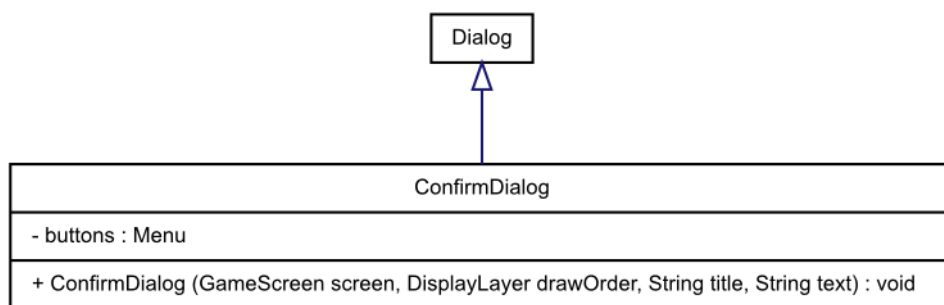 Dialog
ConfirmDialog
- buttons : Menu
+ ConfirmDialog (GameScreen screen, DisplayLayer drawOrder, String title, String text) : void